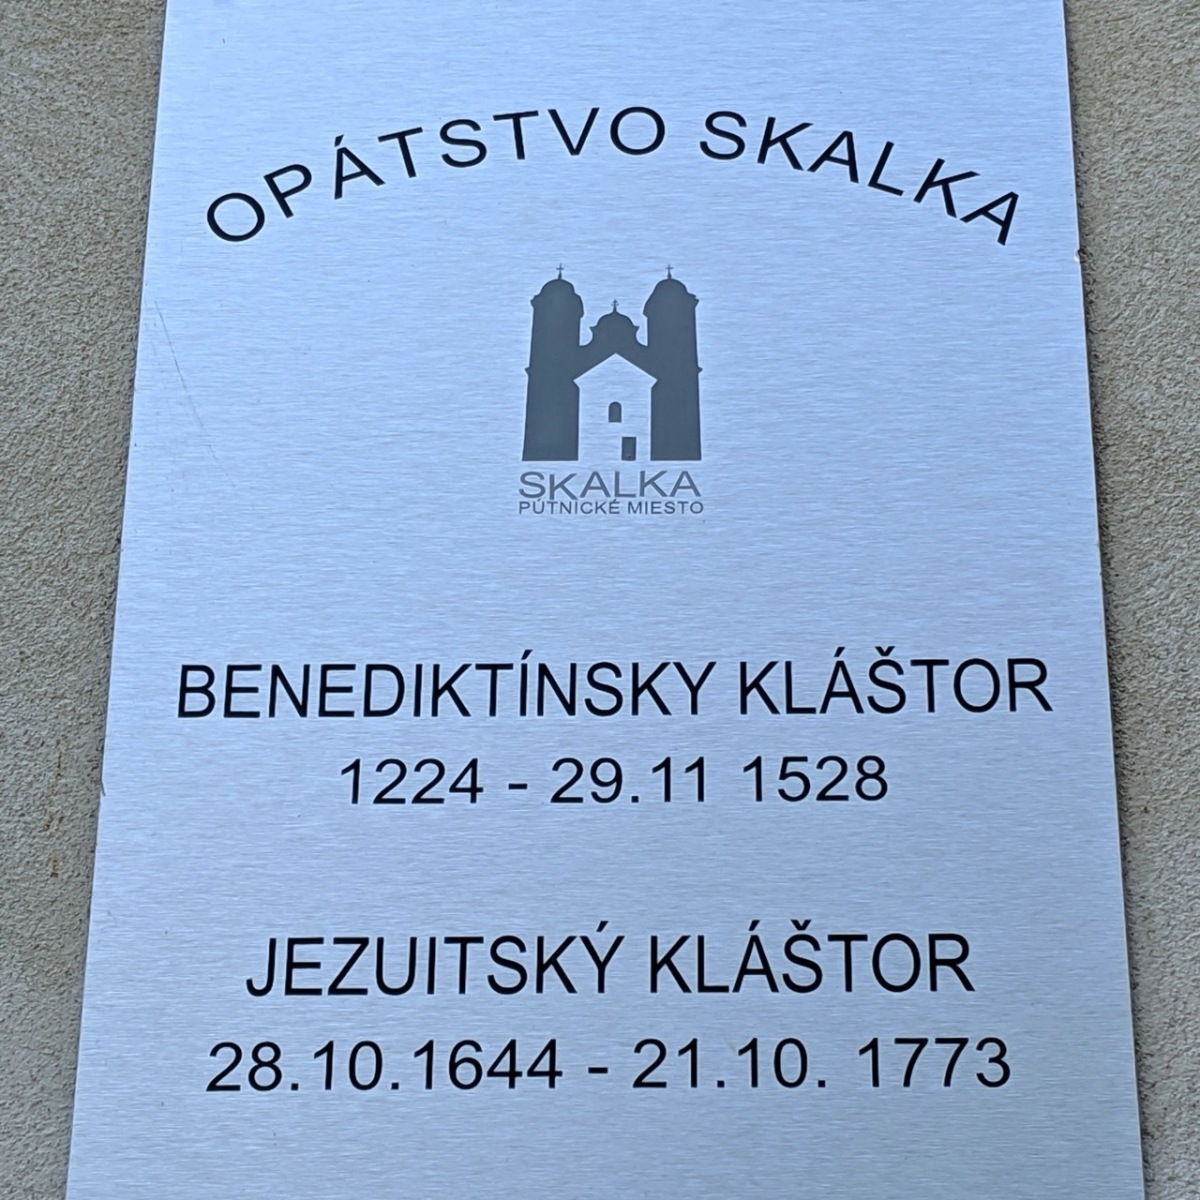 OPÁTSTVO SKALKA
SKALKA
PÚTNICKÉ MIESTO
BENEDIKTÍNSKY KLÁŠTOR
1224 - 29.11 1528
JEZUITSKÝ KLÁŠTOR
28.10.1644 - 21.10. 1773